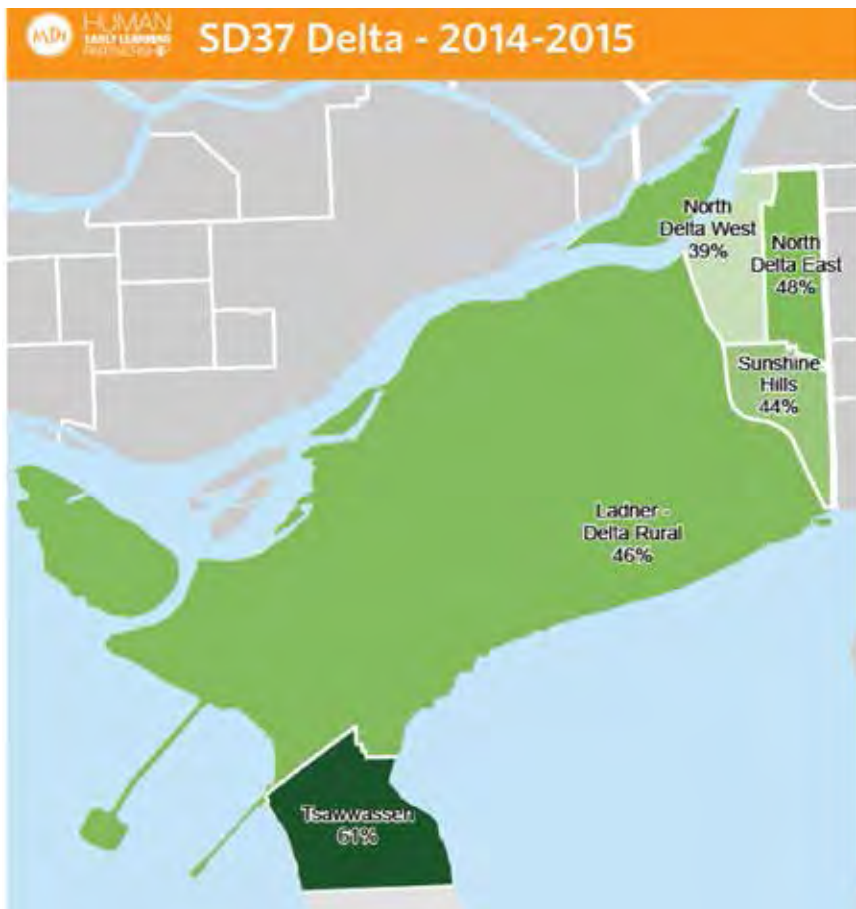 MDI
HUMAN
EARLY LEARNING
PARTNERSHIP
SD37 Delta - 2014-2015
North
Delta West
39%
North
Delta East
48%
Sunshine
Hills
44%
Ladner -
Delta Rural
46%
Tsawwassen
61%